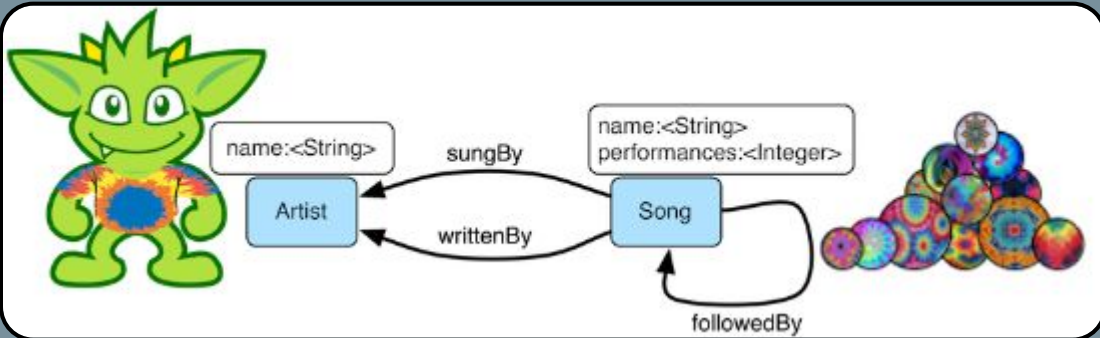 name:<String>
Artist
sungBy
writtenBy
name:<String>
performances:<Integer>
Song
followedBy